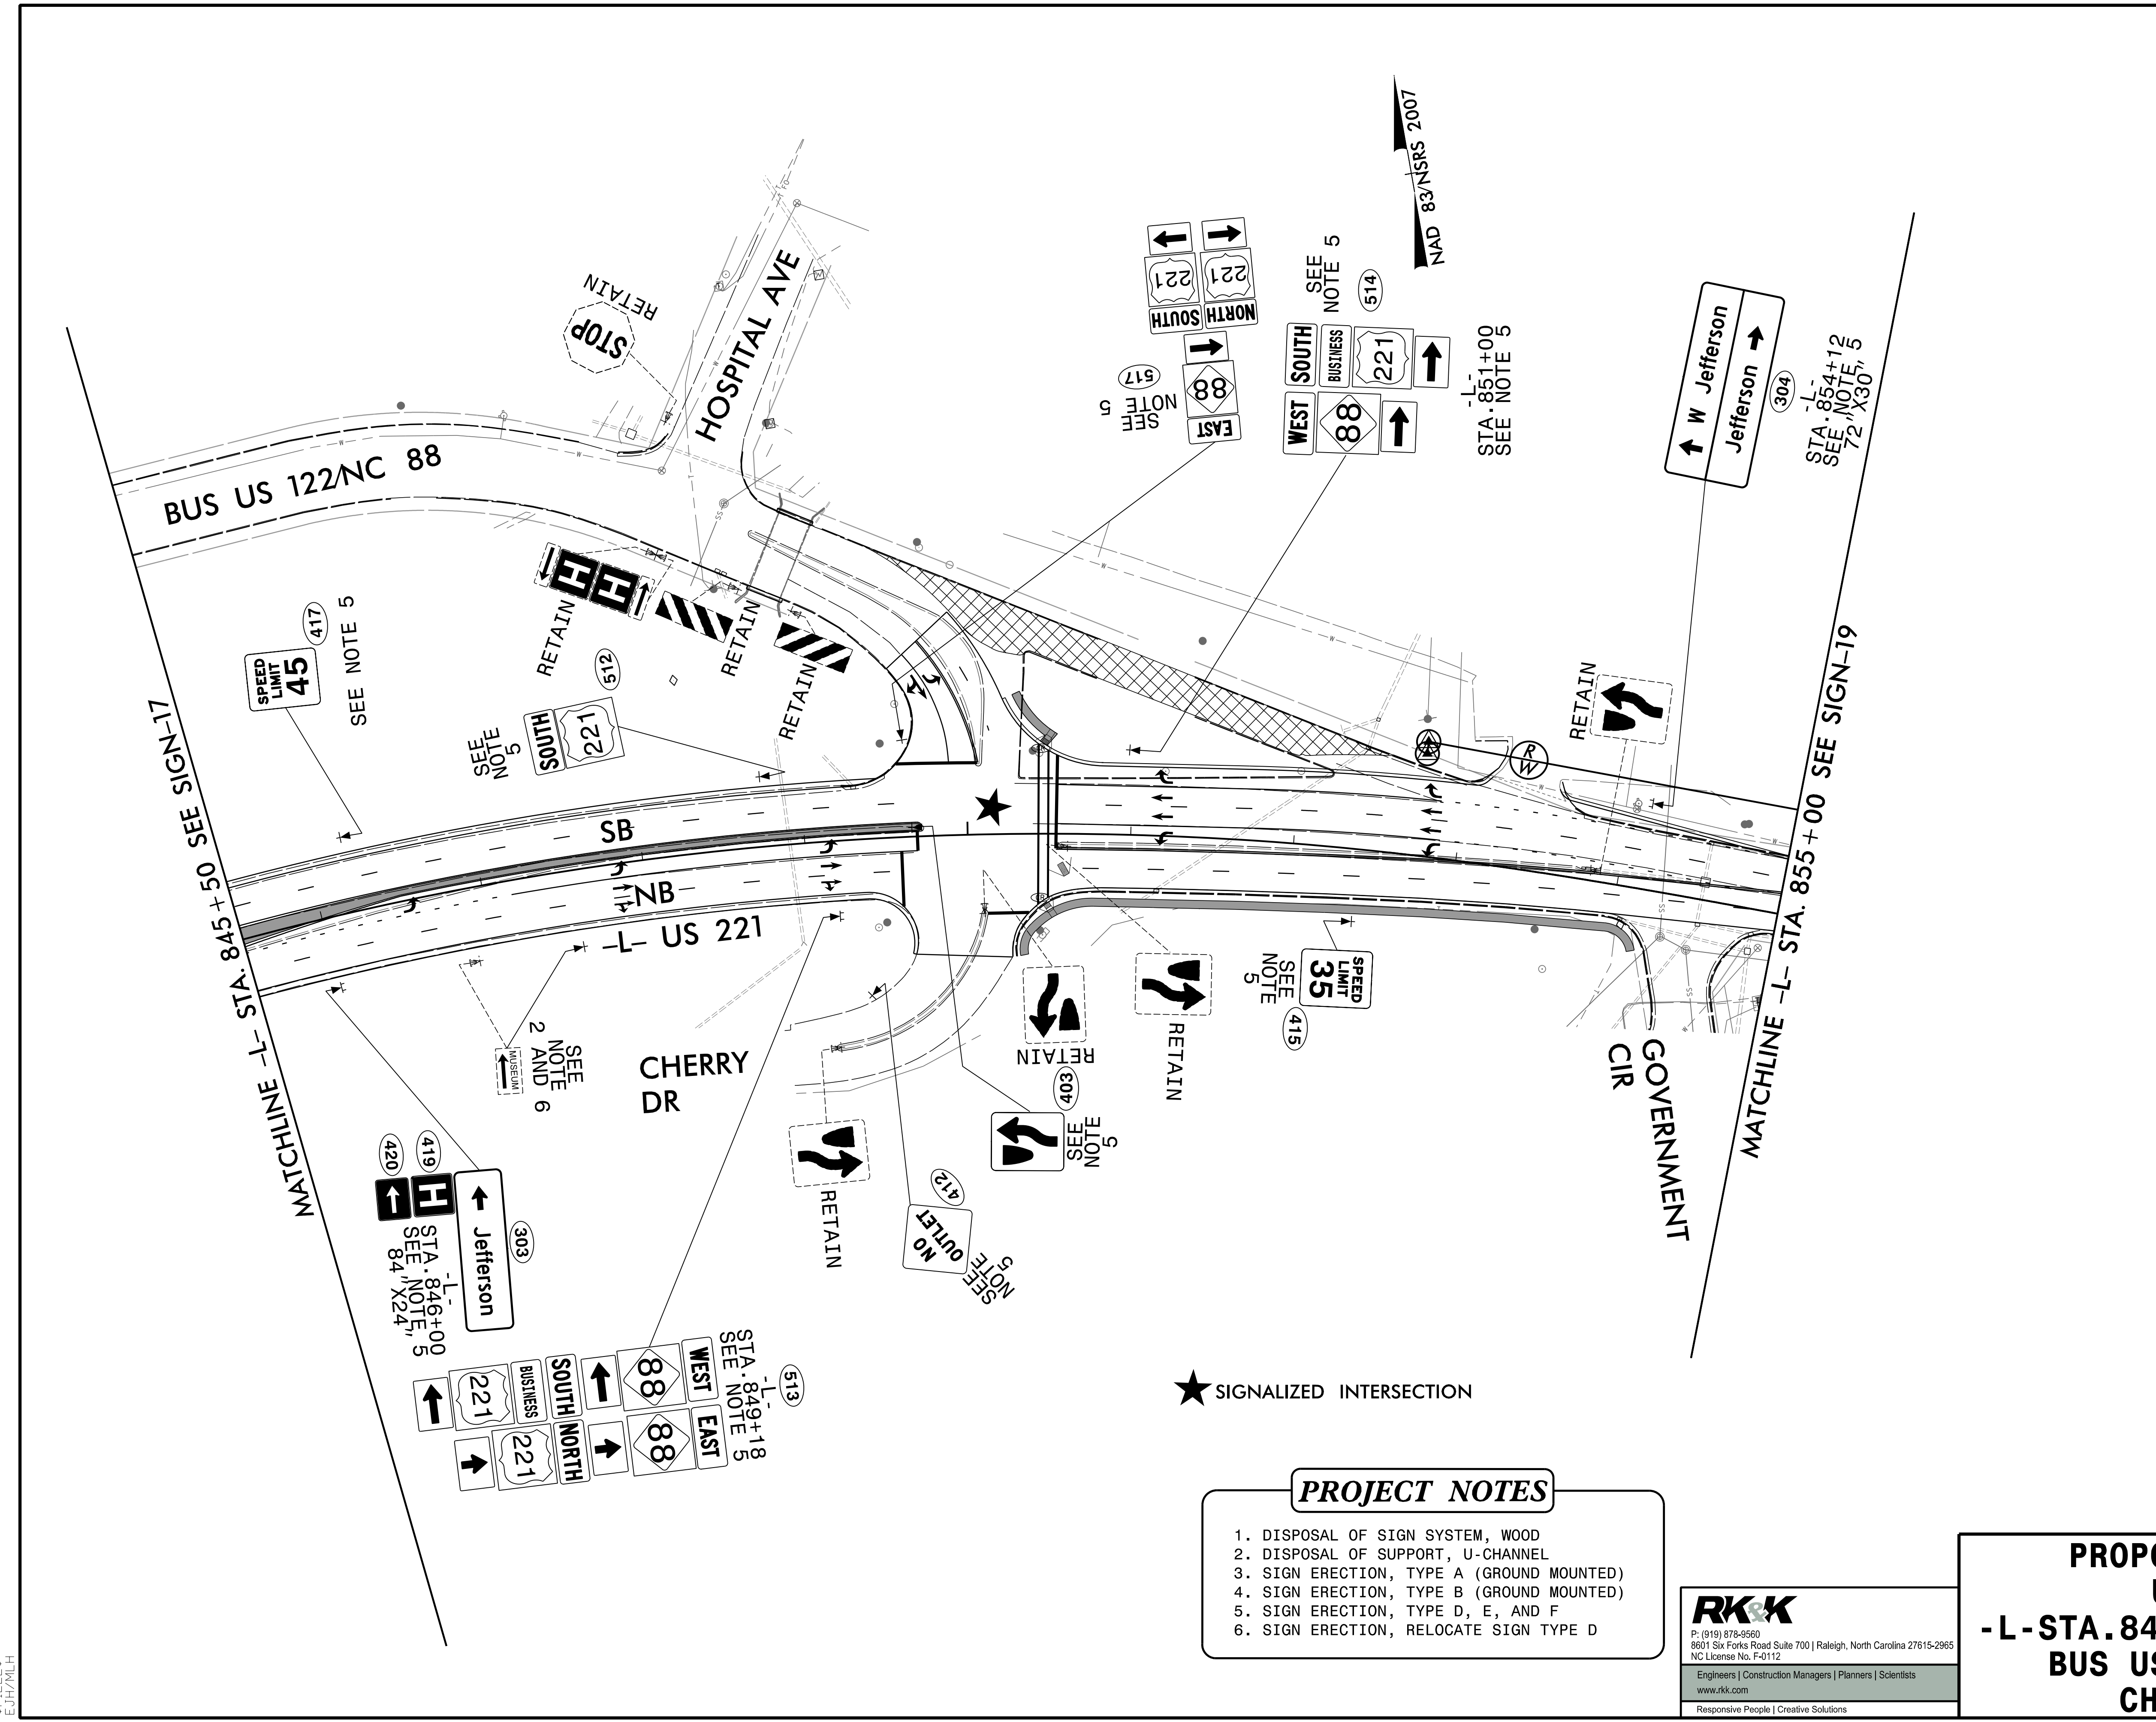 NAD 83/NSRS 2007
RETAIN
STOP
HOSPITAL AVE
BUS US 122/NC 88
SOUTH
221
NORTH
221
EAST
88
517
SEE
NOTE 5
SEE
NOTE 5
514
SOUTH
BUSINESS
221
WEST
88
-L-
STA.851+00
SEE NOTE 5
W Jefferson
Jefferson
304
-L-
STA.854+12
SEE NOTE 5
72"X30"
H
H
RETAIN
RETAIN
RETAIN
417
SPEED
LIMIT
45
SEE NOTE 5
512
SOUTH
221
SEE
NOTE
5
RETAIN
R
W
MATCHLINE -L- STA. 845+50 SEE SIGN-17
MATCHLINE -L- STA. 855+00 SEE SIGN-19
SB
NB
-L- US 221
CHERRY
DR
GOVERNMENT
CIR
MUSEUM
SEE
NOTE
2 AND 6
RETAIN
RETAIN
SPEED
LIMIT
35
SEE
NOTE
5
415
403
SEE
NOTE
5
RETAIN
412
NO
OUTLET
SEE
NOTE
5
420
419
H
Jefferson
303
-L-
STA.846+00
SEE NOTE 5
84"X24"
513
-L-
STA.849+18
SEE NOTE 5
WEST
88
SOUTH
BUSINESS
221
EAST
88
NORTH
221
SIGNALIZED INTERSECTION
PROJECT NOTES
1. DISPOSAL OF SIGN SYSTEM, WOOD
2. DISPOSAL OF SUPPORT, U-CHANNEL
3. SIGN ERECTION, TYPE A (GROUND MOUNTED)
4. SIGN ERECTION, TYPE B (GROUND MOUNTED)
5. SIGN ERECTION, TYPE D, E, AND F
6. SIGN ERECTION, RELOCATE SIGN TYPE D
RK&K
P: (919) 878-9560
8601 Six Forks Road Suite 700 | Raleigh, North Carolina 27615-2965
NC License No. F-0112
Engineers | Construction Managers | Planners | Scientists
www.rkk.com
Responsive People | Creative Solutions
PROPO
-L-STA.84
BUS US
CH
EJH/MLH